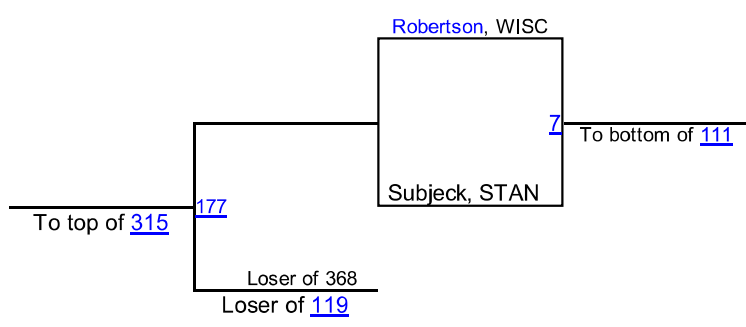 Robertson, WISC
7
To bottom of 111
Subjeck, STAN
177
To top of 315
Loser of 368
Loser of 119